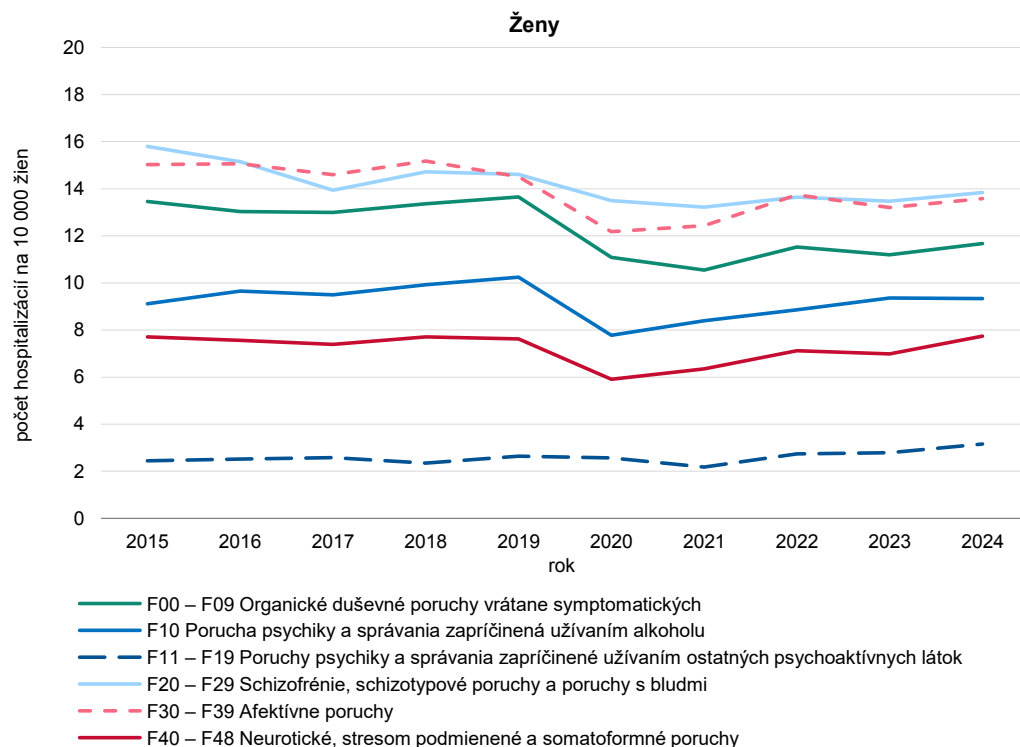 Ženy
20
18
16
14
12
10
8
6
4
2
0
počet hospitalizácií na 10 000 žien
2015 2016 2017 2018 2019 2020 2021 2022 2023 2024
rok
F00 – F09 Organické duševné poruchy vrátane symptomatických
F10 Porucha psychiky a správania zapríčinená užívaním alkoholu
F11 – F19 Poruchy psychiky a správania zapríčinené užívaním ostatných psychoaktívnych látok
F20 – F29 Schizofrénie, schizotypové poruchy a poruchy s bludmi
F30 – F39 Afektívne poruchy
F40 – F48 Neurotické, stresom podmienené a somatoformné poruchy